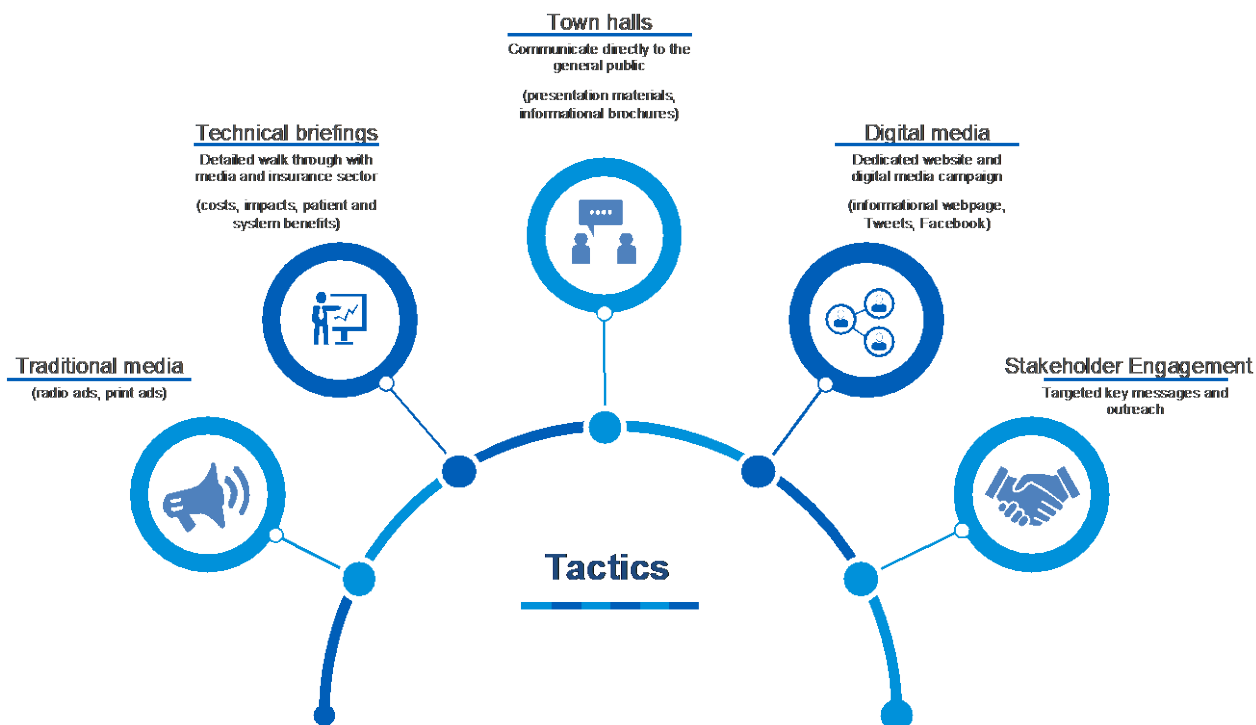 Town halls
Communicate directly to the
general public
(presentation materials,
informational brochures)
Technical briefings
Detailed walk through with
media and insurance sector
(costs, impacts, patient and
system benefits)
Digital media
Dedicated website and
digital media campaign
(informational webpage,
Tweets, Facebook)
Traditional media
(radio ads, print ads)
Stakeholder Engagement
Targeted key messages and
outreach
Tactics